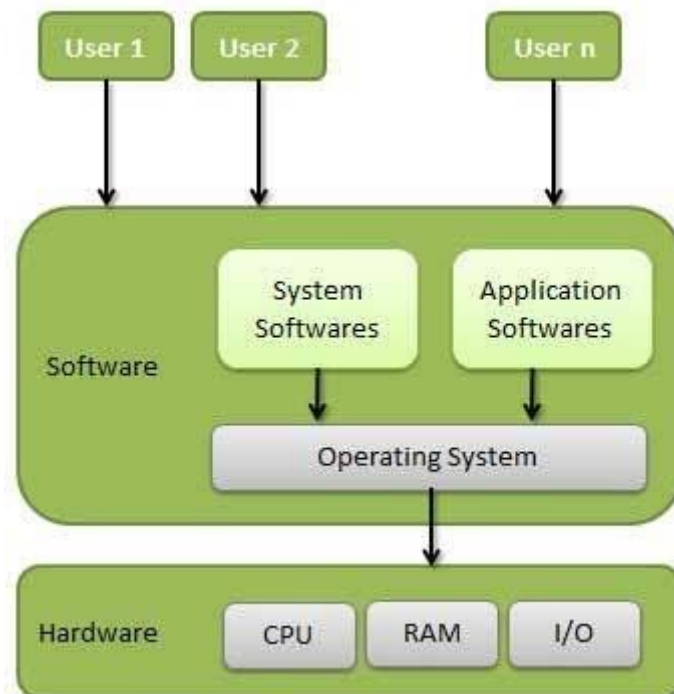 User 1
User 2
User n
System
Softwares
Application
Softwares
Software
Operating System
Hardware
CPU
RAM
I/O